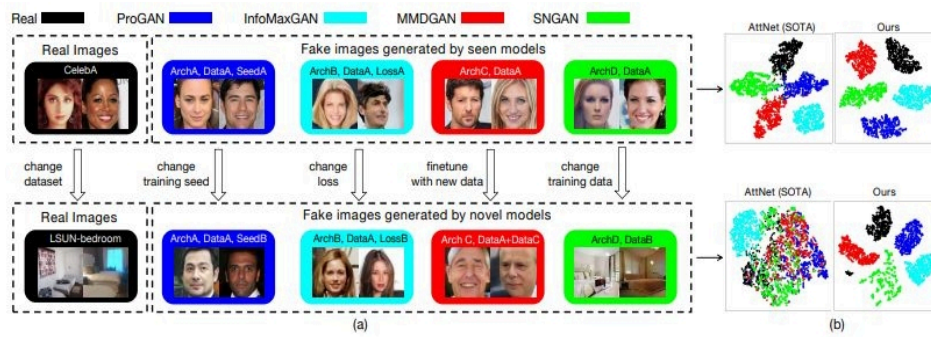 Real ProGAN InfoMaxGAN MMDGAN SNGAN
Real Images
Fake images generated by seen models
CelebA
ArchA, DataA, SeedA
ArchB, DataA, LossA
ArchC, DataA
ArchD, DataA
AttNet (SOTA)
Ours
change
dataset
change
training seed
change
loss
finetune
with new data
change
training data
Real Images
Fake images generated by novel models
LSUN-bedroom
ArchA, DataA, SeedB
ArchB, DataA, LossB
Arch C, DataA+DataC
ArchD, DataB
AttNet (SOTA)
Ours
(a)
(b)